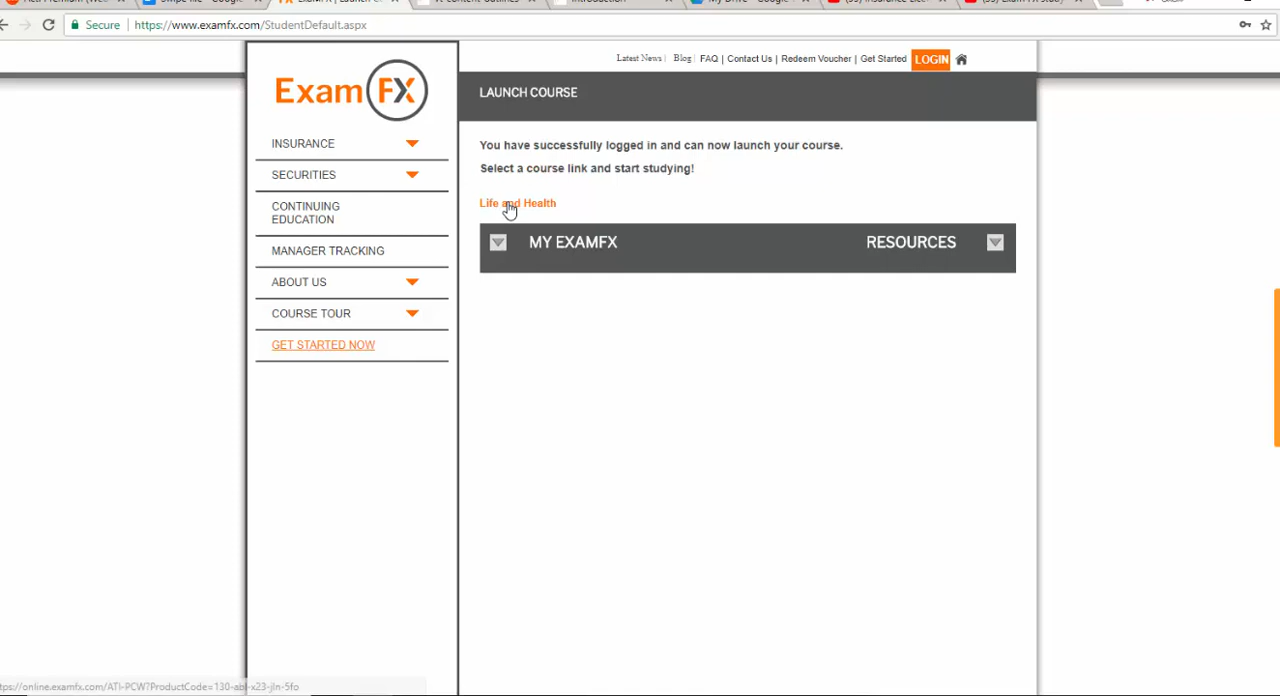 Secure https://www.examfx.com/StudentDefault.aspx
Latest News | Blog | FAQ | Contact Us | Redeem Voucher | Get Started LOGIN
Exam FX
LAUNCH COURSE
INSURANCE
SECURITIES
CONTINUING
EDUCATION
MANAGER TRACKING
ABOUT US
COURSE TOUR
GET STARTED NOW
You have successfully logged in and can now launch your course.
Select a course link and start studying!
Life and Health
MY EXAMFX RESOURCES